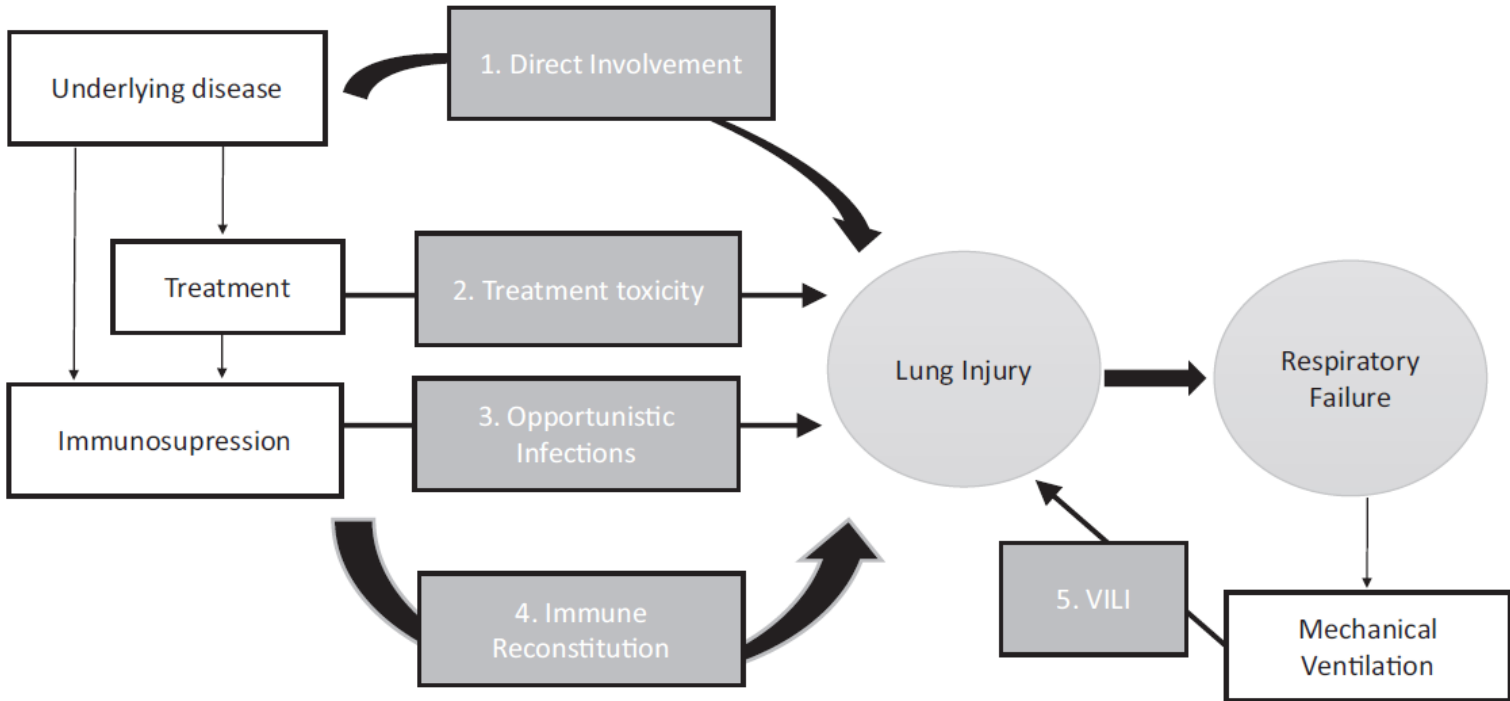 Underlying disease
1. Direct Involvement
Treatment
2. Treatment toxicity
Immunosupression
3. Opportunistic
Infections
4. Immune
Reconstitution
Lung Injury
Respiratory
Failure
5. VILI
Mechanical
Ventilation